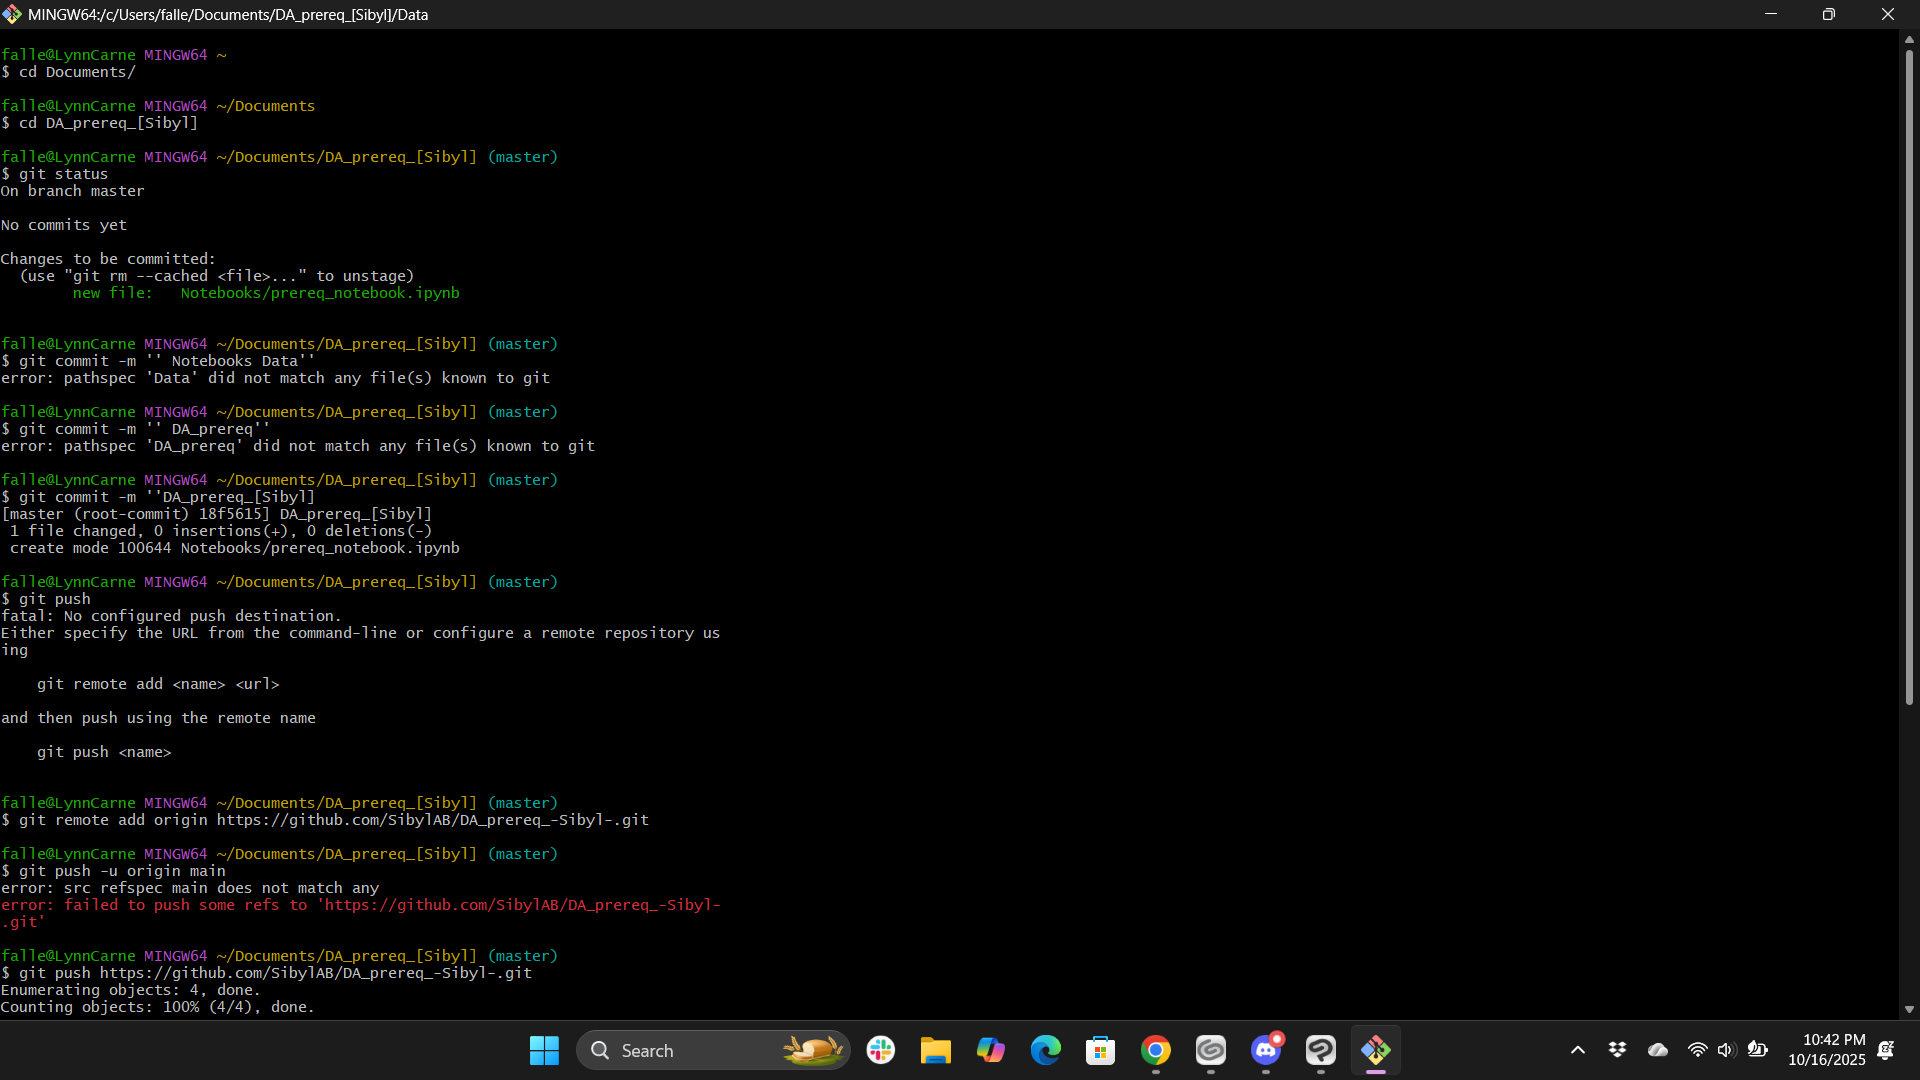 MINGW64:/c/Users/falle/Documents/DA_prereq_[Sibyl]/Data
falle@LynnCarne MINGW64 ~
$ cd Documents/
falle@LynnCarne MINGW64 ~/Documents
$ cd DA_prereq_[Sibyl]
falle@LynnCarne MINGW64 ~/Documents/DA_prereq_[Sibyl] (master)
$ git status
On branch master
No commits yet
Changes to be committed:
  (use "git rm --cached <file>..." to unstage)
        new file:   Notebooks/prereq_notebook.ipynb
falle@LynnCarne MINGW64 ~/Documents/DA_prereq_[Sibyl] (master)
$ git commit -m '' Notebooks Data''
error: pathspec 'Data' did not match any file(s) known to git
falle@LynnCarne MINGW64 ~/Documents/DA_prereq_[Sibyl] (master)
$ git commit -m '' DA_prereq''
error: pathspec 'DA_prereq' did not match any file(s) known to git
falle@LynnCarne MINGW64 ~/Documents/DA_prereq_[Sibyl] (master)
$ git commit -m ''DA_prereq_[Sibyl]
[master (root-commit) 18f5615] DA_prereq_[Sibyl]
 1 file changed, 0 insertions(+), 0 deletions(-)
 create mode 100644 Notebooks/prereq_notebook.ipynb
falle@LynnCarne MINGW64 ~/Documents/DA_prereq_[Sibyl] (master)
$ git push
fatal: No configured push destination.
Either specify the URL from the command-line or configure a remote repository us
ing
    git remote add <name> <url>
and then push using the remote name
    git push <name>
falle@LynnCarne MINGW64 ~/Documents/DA_prereq_[Sibyl] (master)
$ git remote add origin https://github.com/SibylAB/DA_prereq_-Sibyl-.git
falle@LynnCarne MINGW64 ~/Documents/DA_prereq_[Sibyl] (master)
$ git push -u origin main
error: src refspec main does not match any
error: failed to push some refs to 'https://github.com/SibylAB/DA_prereq_-Sibyl-
.git'
falle@LynnCarne MINGW64 ~/Documents/DA_prereq_[Sibyl] (master)
$ git push https://github.com/SibylAB/DA_prereq_-Sibyl-.git
Enumerating objects: 4, done.
Counting objects: 100% (4/4), done.
Search
10:42 PM
10/16/2025